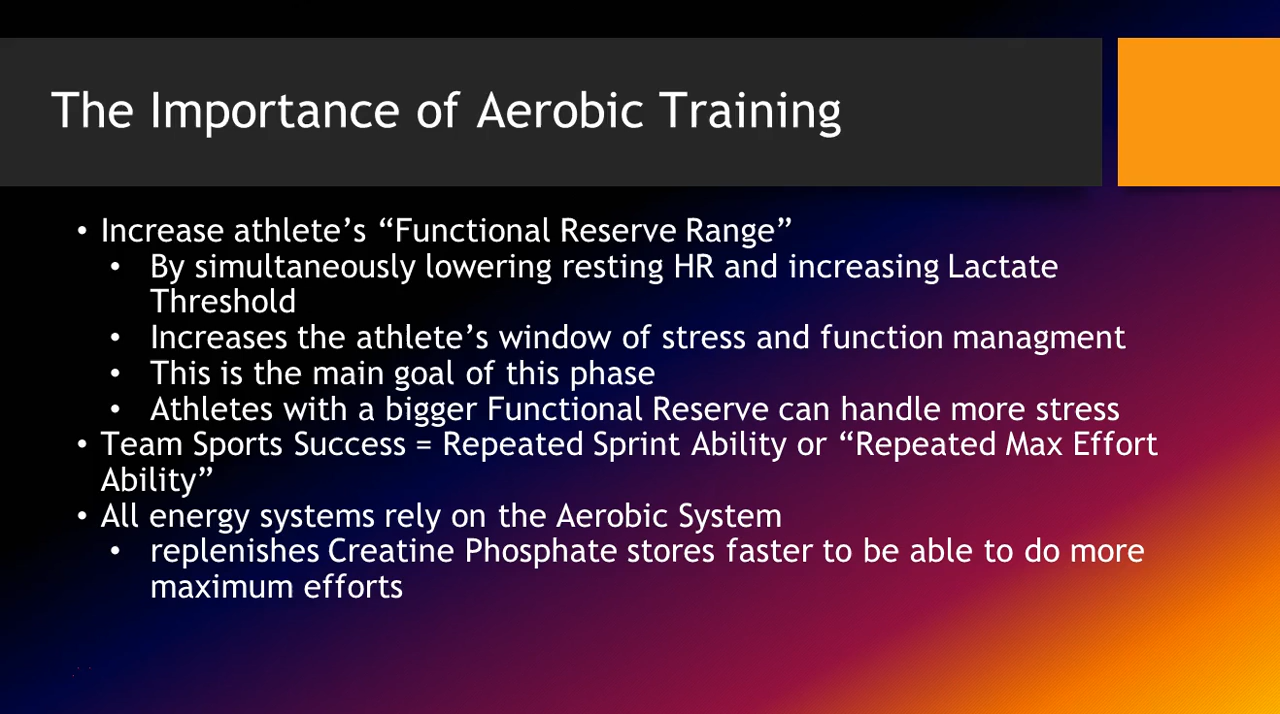 The Importance of Aerobic Training
• Increase athlete’s “Functional Reserve Range”
• By simultaneously lowering resting HR and increasing Lactate
Threshold
• Increases the athlete’s window of stress and function managment
• This is the main goal of this phase
• Athletes with a bigger Functional Reserve can handle more stress
• Team Sports Success = Repeated Sprint Ability or “Repeated Max Effort
Ability”
• All energy systems rely on the Aerobic System
• replenishes Creatine Phosphate stores faster to be able to do more
maximum efforts